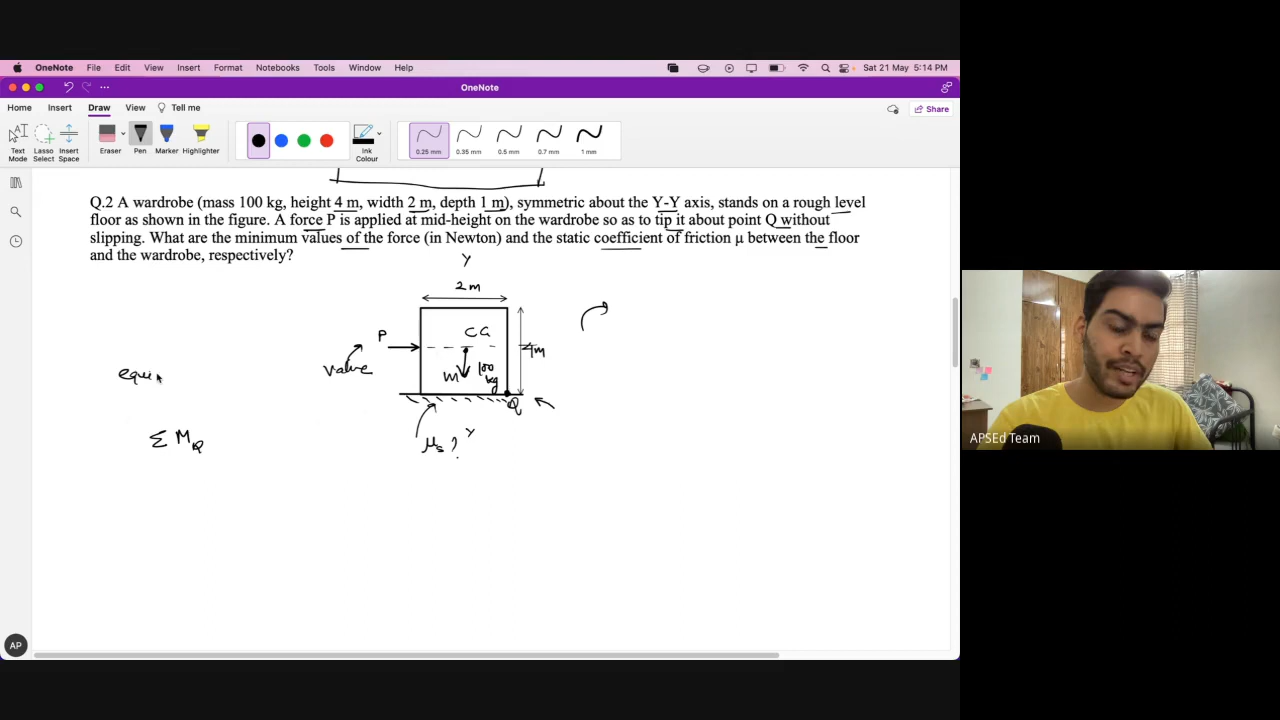 OneNote File Edit View Insert Format Notebooks Tools Window Help
Sat 21 May 5:14 PM
OneNote
Home Insert Draw View Tell me
Share
Text Mode
Lasso Select
Insert Space
Eraser
Pen
Marker
Highlighter
Ink Colour
0.25 mm
0.35 mm
0.5 mm
0.7 mm
1 mm
Q.2 A wardrobe (mass 100 kg, height 4 m, width 2 m, depth 1 m), symmetric about the Y-Y axis, stands on a rough level
floor as shown in the figure. A force P is applied at mid-height on the wardrobe so as to tip it about point Q without
slipping. What are the minimum values of the force (in Newton) and the static coefficient of friction μ between the floor
and the wardrobe, respectively?
Y
2 m
P
CG
4m
value
W
100
kg
equi
Q
Σ M_Q
μs ?
Y
AP
APSEd Team